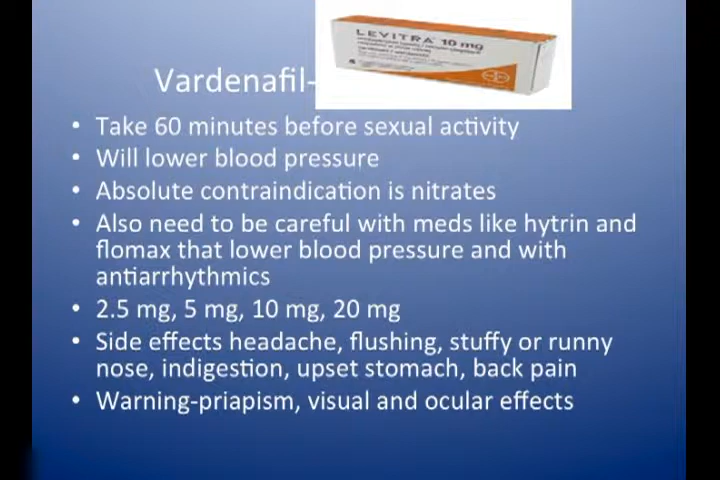 LEVITRA 10 mg
Vardenafil-
• Take 60 minutes before sexual activity
• Will lower blood pressure
• Absolute contraindication is nitrates
• Also need to be careful with meds like hytrin and
flomax that lower blood pressure and with
antiarrhythmics
• 2.5 mg, 5 mg, 10 mg, 20 mg
• Side effects headache, flushing, stuffy or runny
nose, indigestion, upset stomach, back pain
• Warning-priapism, visual and ocular effects